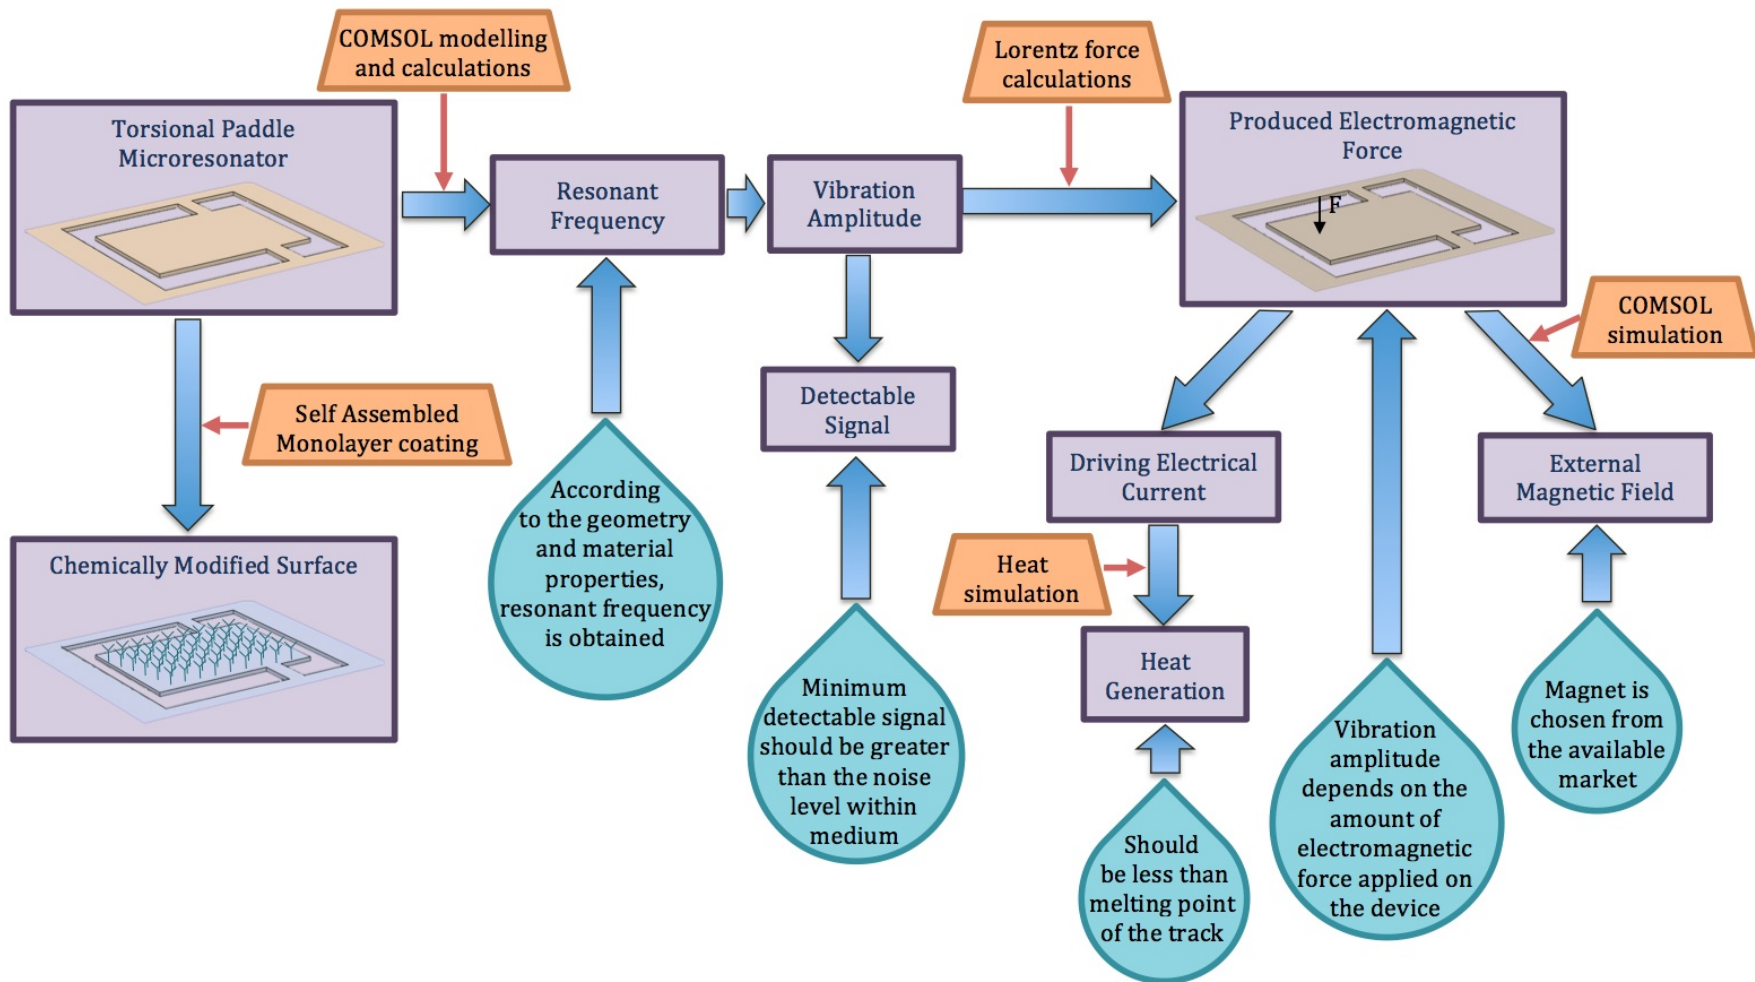 COMSOL modelling
and calculations
Lorentz force
calculations
Torsional Paddle
Microresonator
Resonant
Frequency
Vibration
Amplitude
Produced Electromagnetic
Force
F
COMSOL
simulation
Self Assembled
Monolayer coating
Detectable
Signal
Driving Electrical
Current
External
Magnetic Field
Chemically Modified Surface
According
to the geometry
and material
properties,
resonant frequency
is obtained
Heat
simulation
Heat
Generation
Minimum
detectable signal
should be greater
than the noise
level within
medium
Should
be less than
melting point
of the track
Vibration
amplitude
depends on the
amount of
electromagnetic
force applied on
the device
Magnet is
chosen from
the available
market